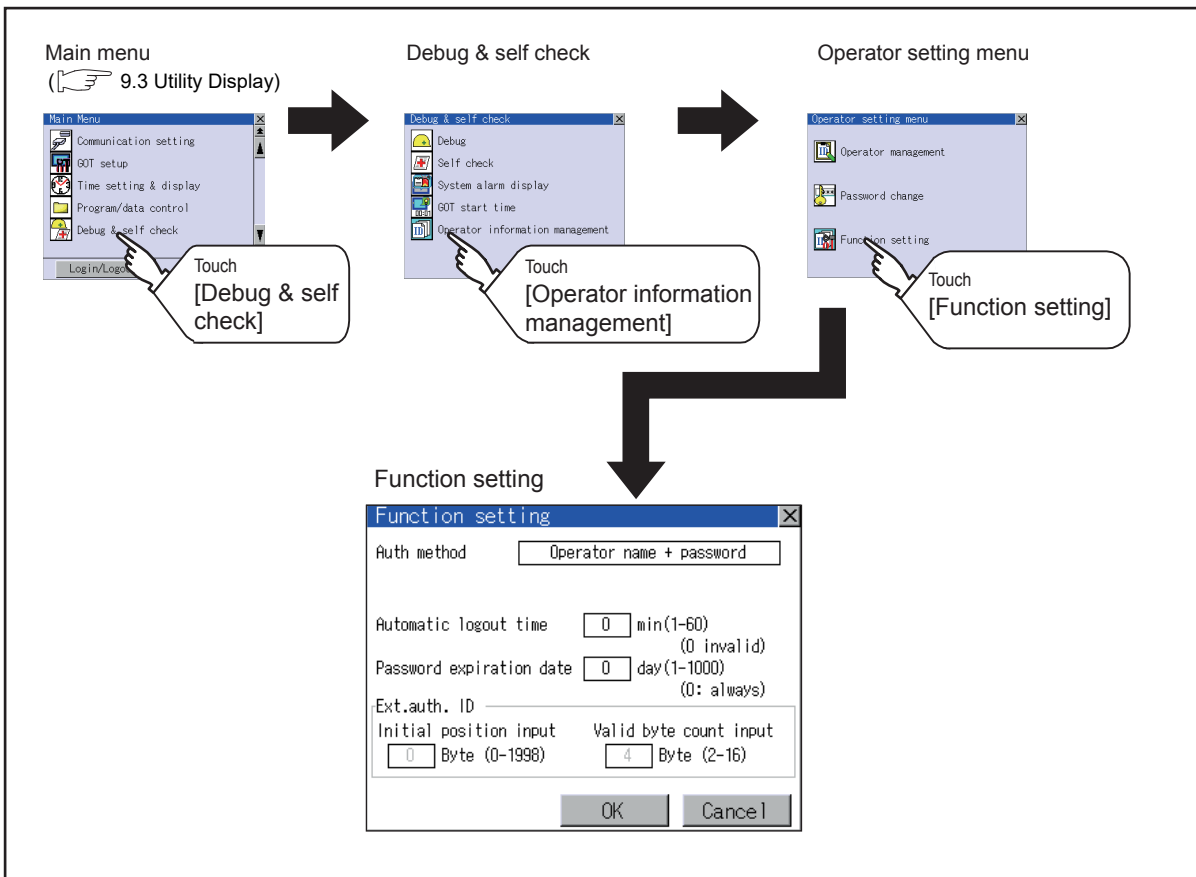 Main menu
( 9.3 Utility Display)
Debug & self check
Operator setting menu
Main Menu
Communication setting
GOT setup
Time setting & display
Program/data control
Debug & self check
Login/Logo
Touch
[Debug & self
check]
Debug & self check
Debug
Self check
System alarm display
GOT start time
Operator information management
Touch
[Operator information
management]
Operator setting menu
Operator management
Password change
Function setting
Touch
[Function setting]
Function setting
Function setting
Auth method Operator name + password
Automatic logout time 0 min(1-60)
(0 invalid)
Password expiration date 0 day(1-1000)
(0: always)
Ext.auth. ID
Initial position input Valid byte count input
0 Byte (0-1998) 4 Byte (2-16)
OK Cancel